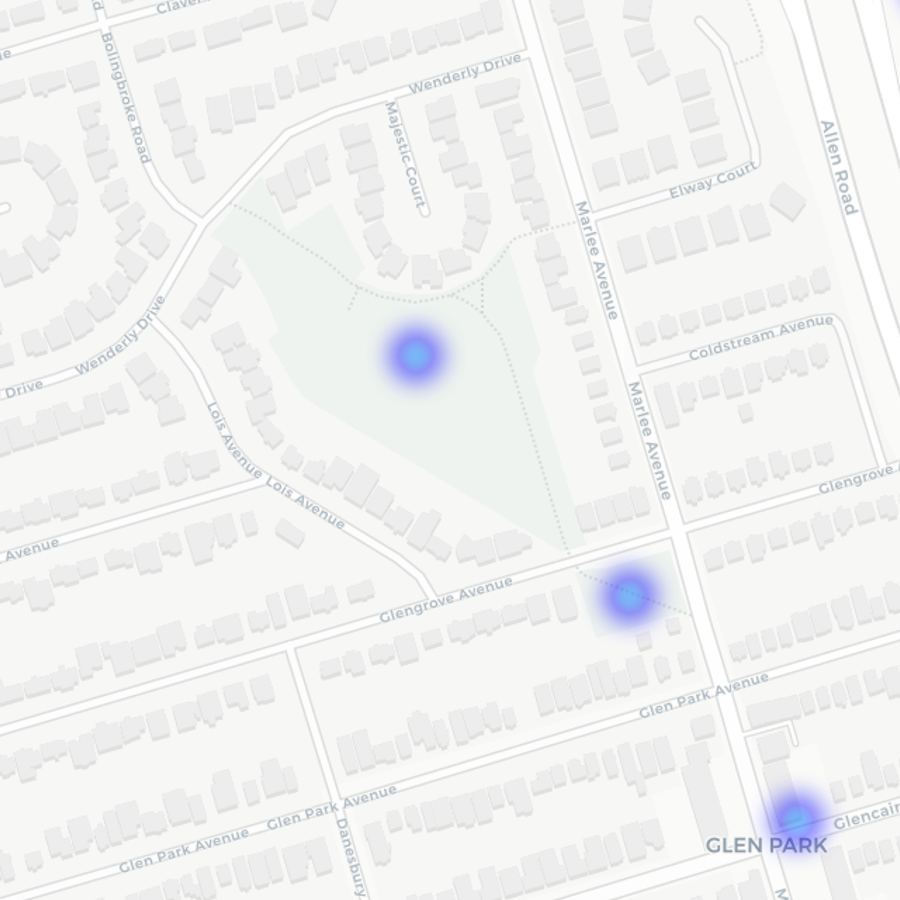 Claver
Bolingbroke Road
Wenderly Drive
Majestic Court
Allen Road
Elway Court
Marlee Avenue
Wenderly Drive
Drive
Coldstream Avenue
Marlee Avenue
Lois Avenue
Lois Avenue
Glengrove A
Avenue
Glengrove Avenue
Glen Park Avenue
Glen Park Avenue
Glen Park Avenue
Danesbury
Glencair
GLEN PARK
M